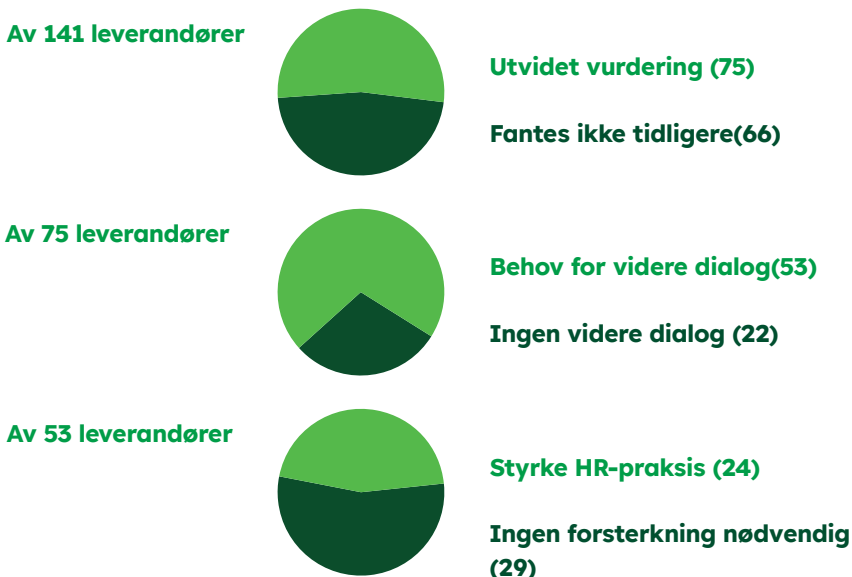 Av 141 leverandører
Utvidet vurdering (75)
Fantes ikke tidligere(66)
Av 75 leverandører
Behov for videre dialog(53)
Ingen videre dialog (22)
Av 53 leverandører
Styrke HR-praksis (24)
Ingen forsterkning nødvendig
(29)